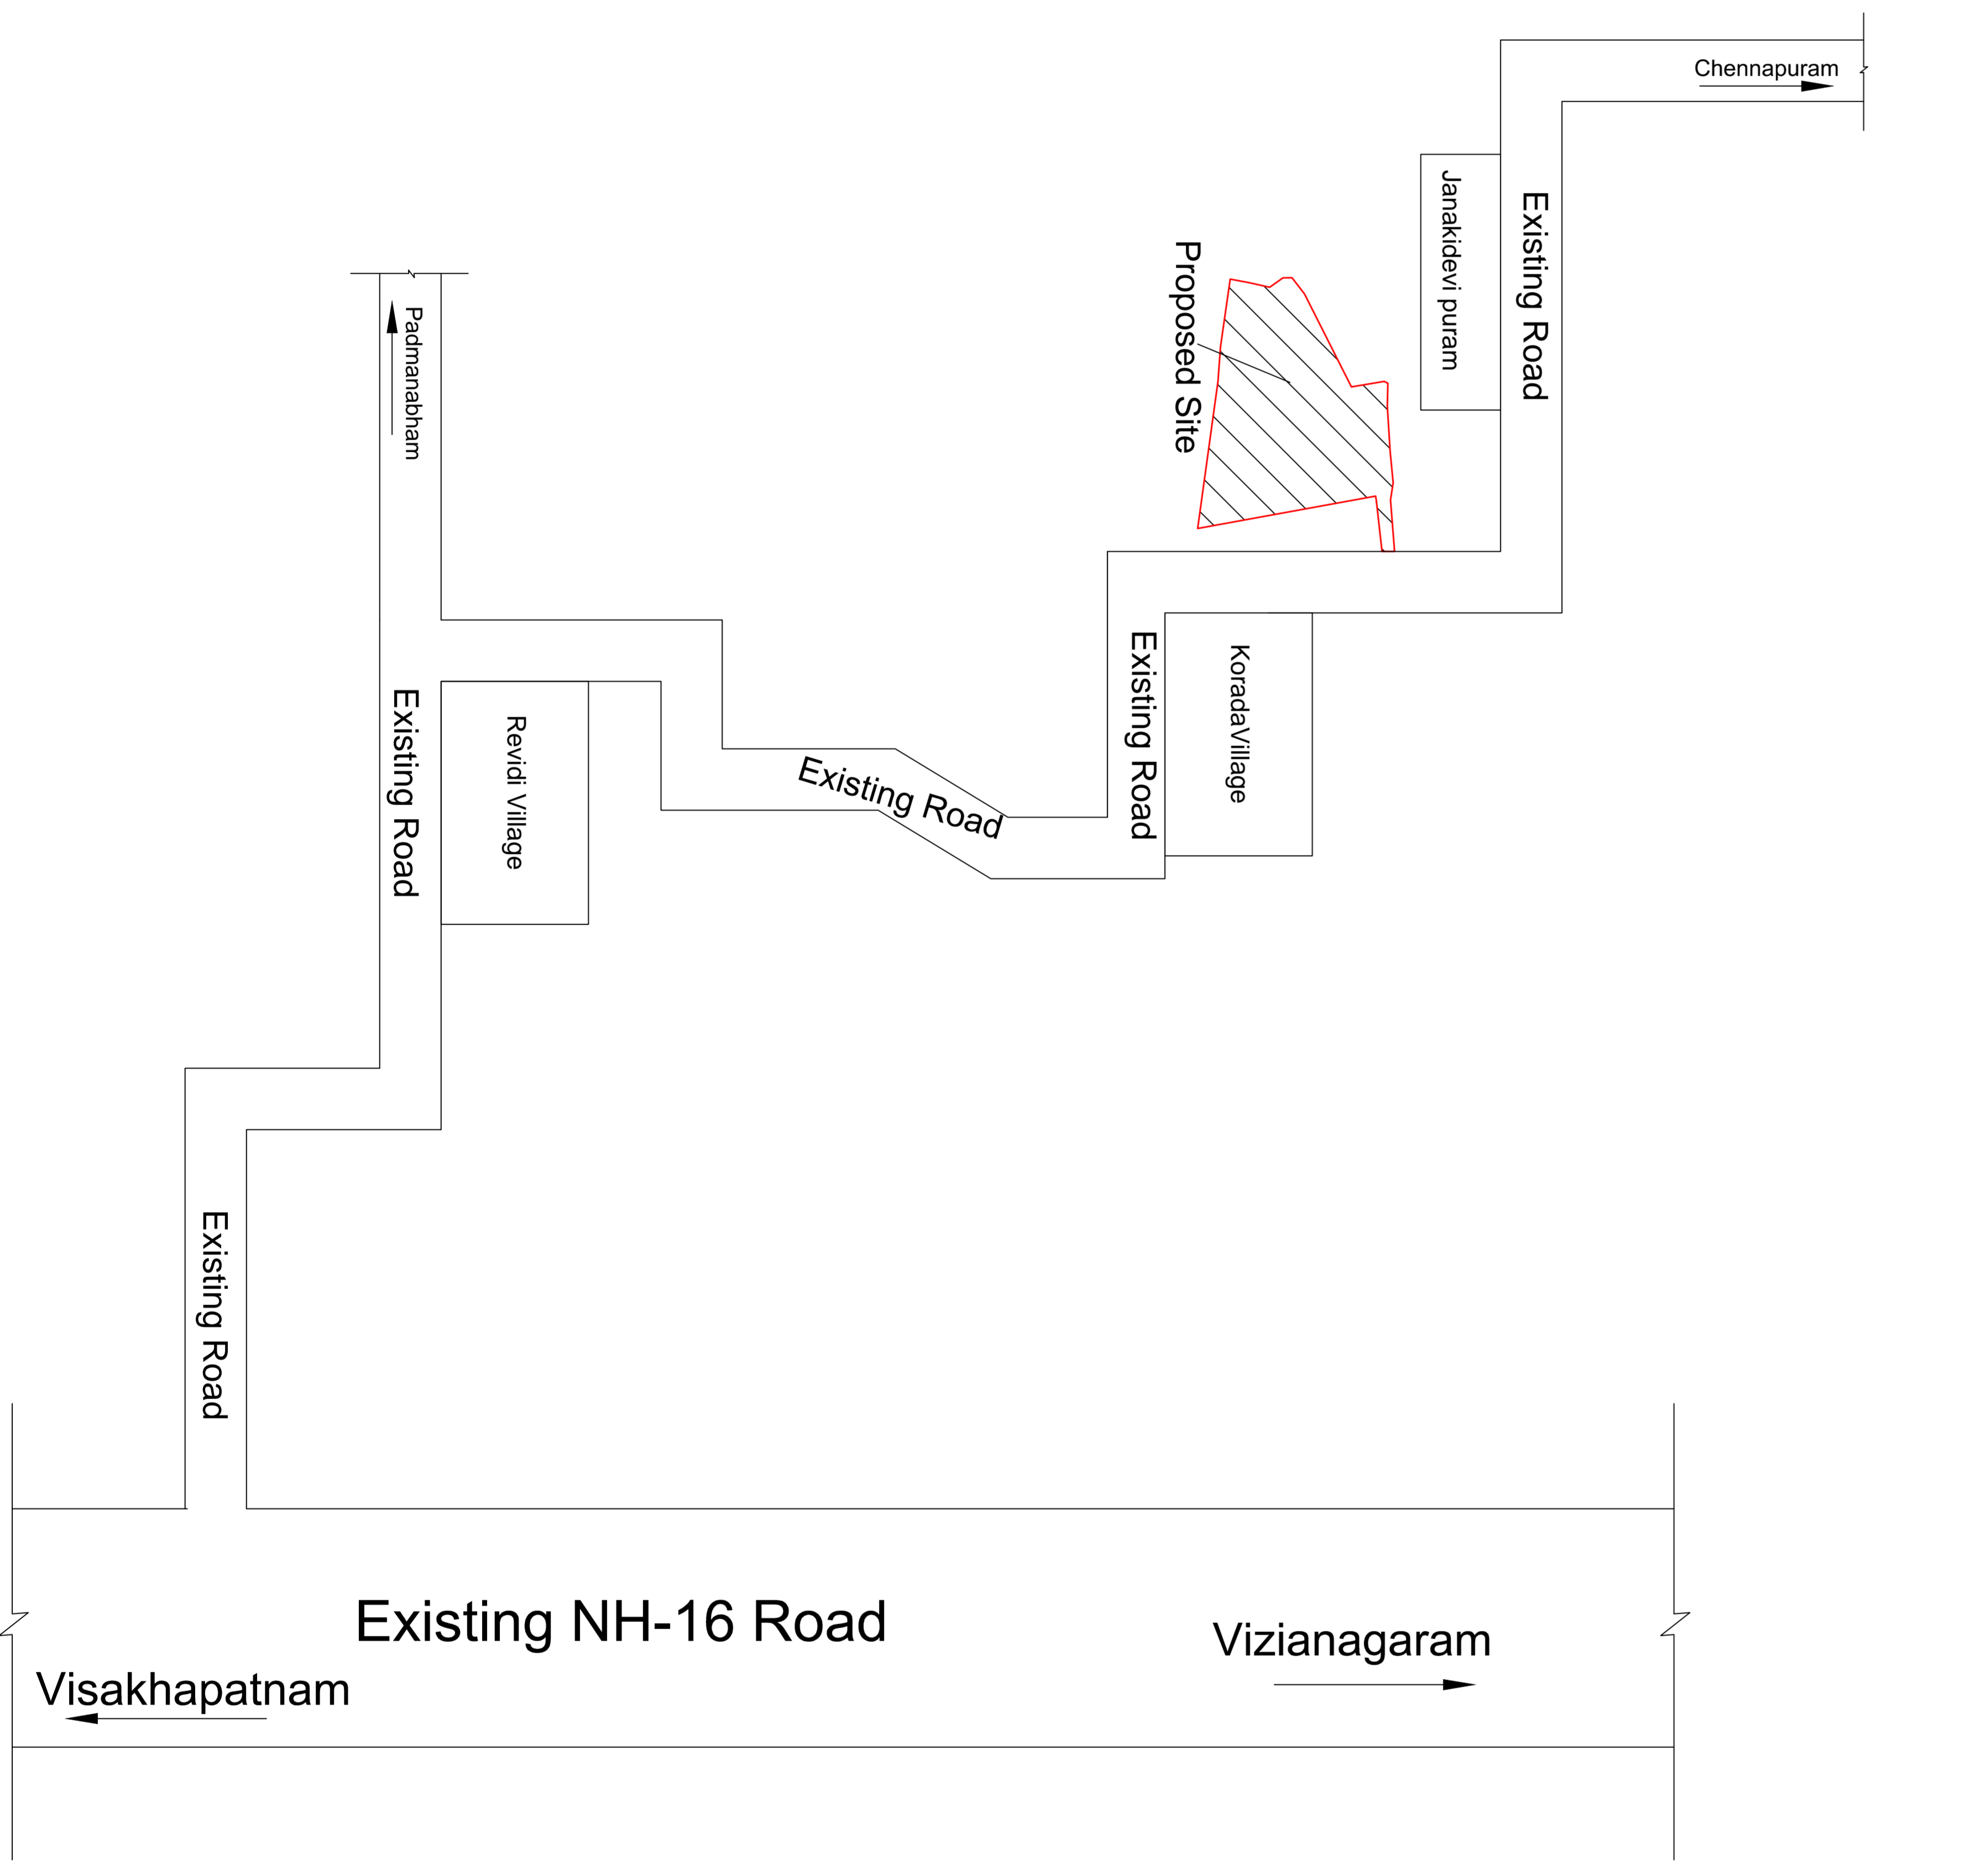 Chennapuram
Existing Road
Janakidevi puram
Proposed Site
Padmanabham
Existing Road
KoradaVillage
Existing Road
Revidi Village
Existing Road
Existing Road
Existing NH-16 Road
Vizianagaram
Visakhapatnam